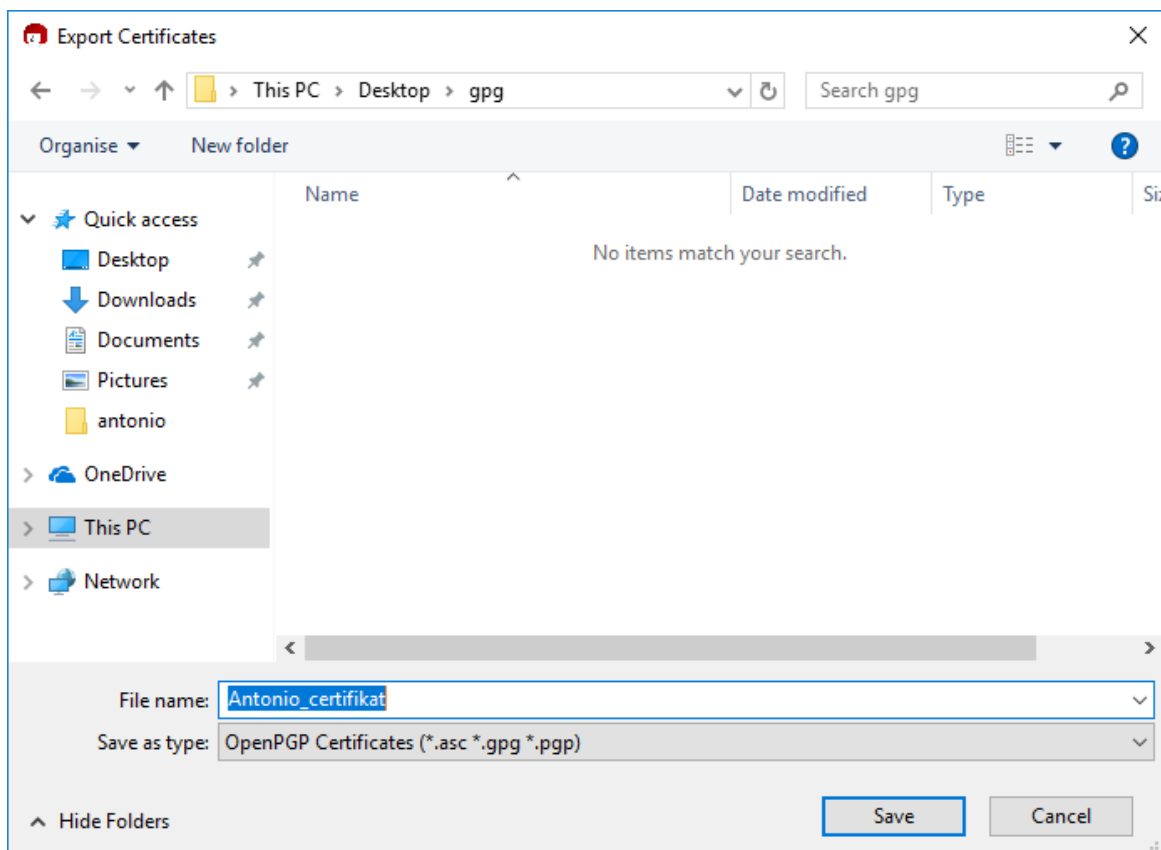 Export Certificates
This PC > Desktop > gpg
Search gpg
Organise
New folder
Name
Date modified
Type
Si
No items match your search.
Quick access
Desktop
Downloads
Documents
Pictures
antonio
OneDrive
This PC
Network
File name: Antonio_certifikat
Save as type: OpenPGP Certificates (*.asc *.gpg *.pgp)
Hide Folders
Save
Cancel